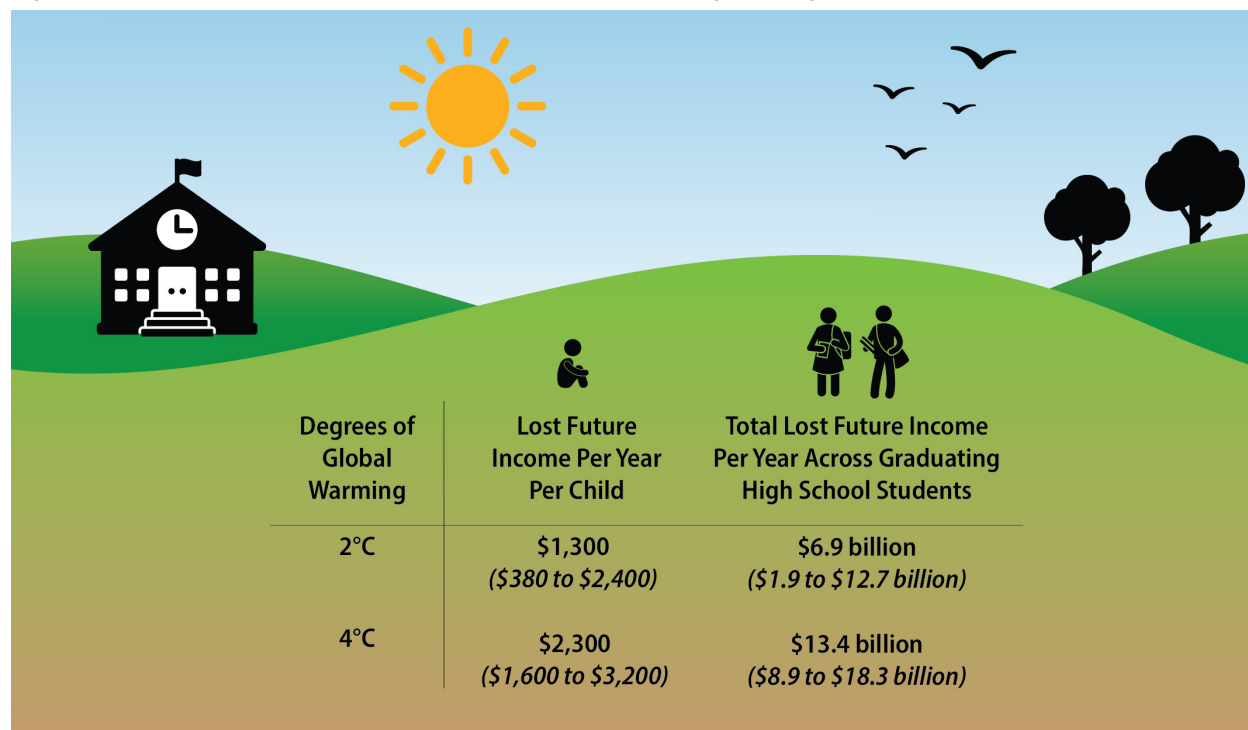 Degrees of
Global
Warming
Lost Future
Income Per Year
Per Child
Total Lost Future Income
Per Year Across Graduating
High School Students
2°C
$1,300
($380 to $2,400)
$6.9 billion
($1.9 to $12.7 billion)
4°C
$2,300
($1,600 to $3,200)
$13.4 billion
($8.9 to $18.3 billion)